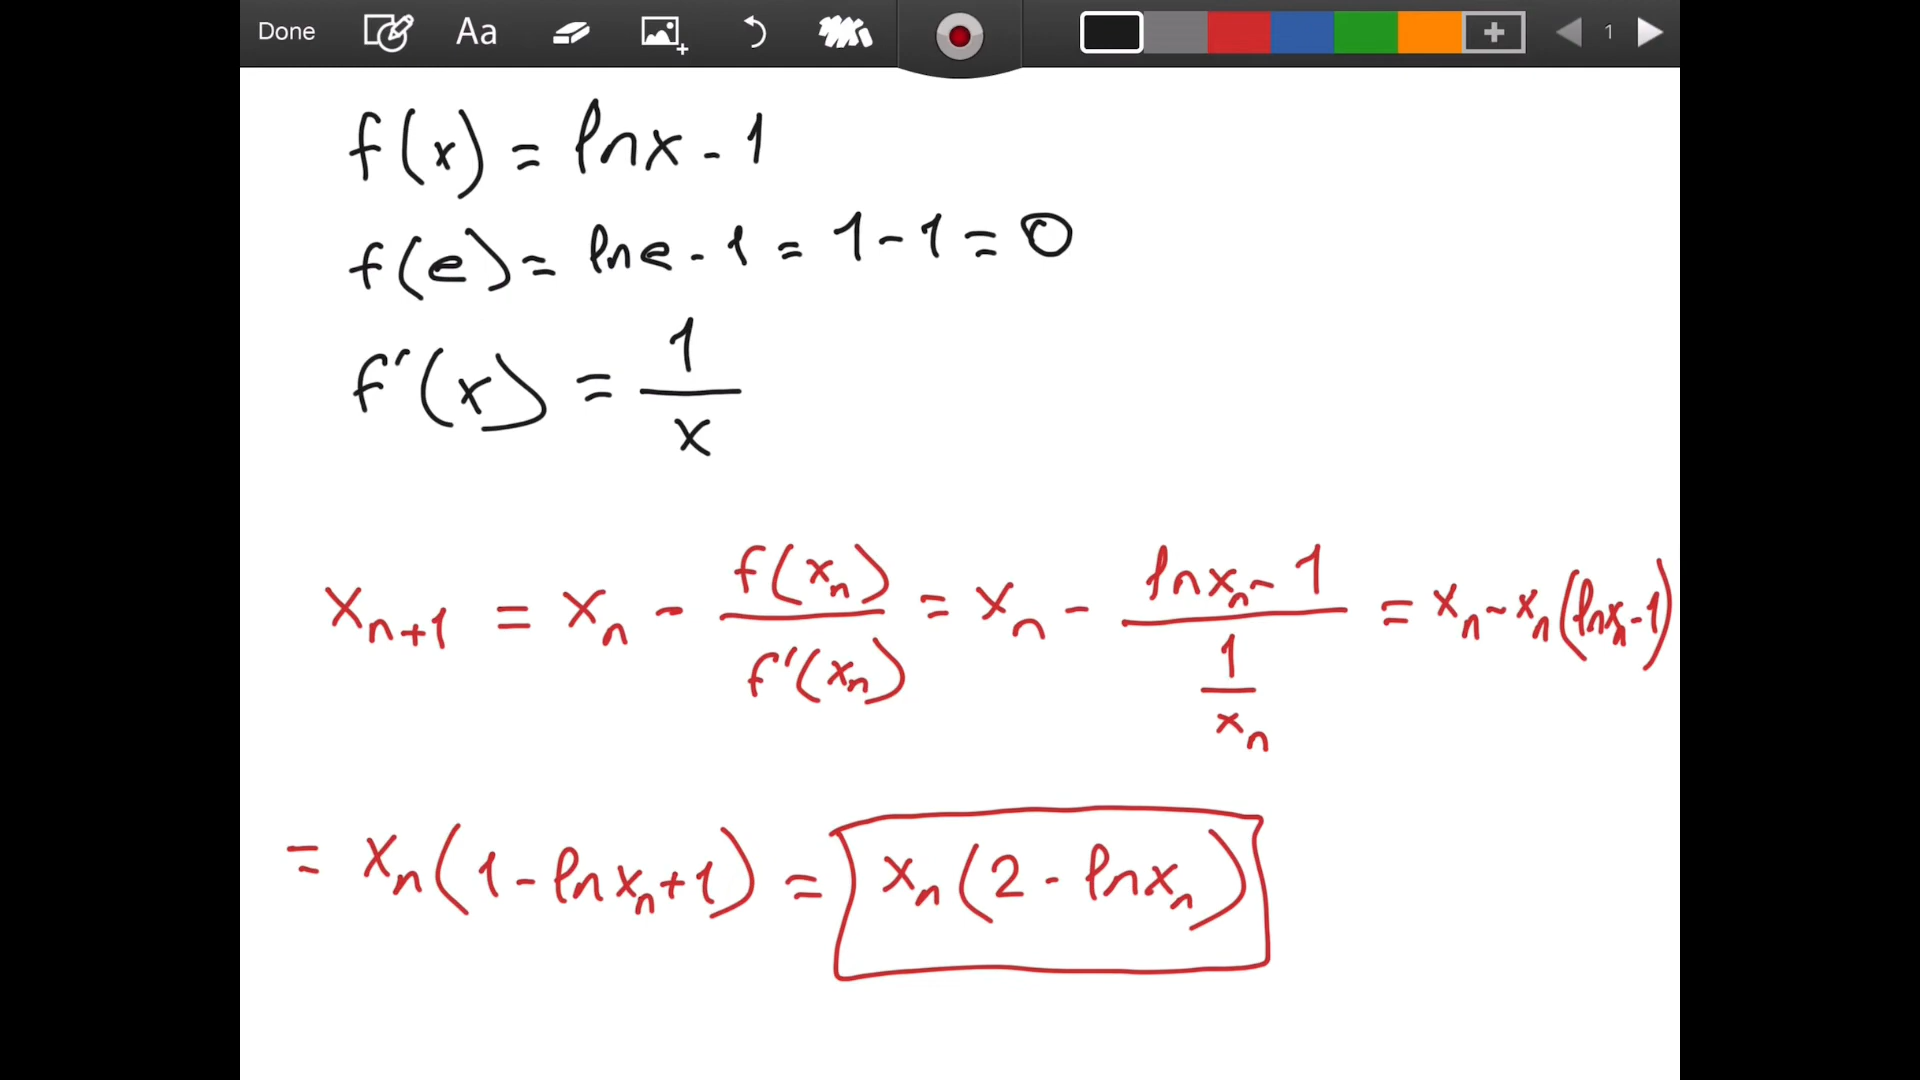 Done Aa 1
f(x) = ln x - 1
f(e) = ln e - 1 = 1 - 1 = 0
f'(x) = 1/x
x_{n+1} = x_n - f(x_n)/f'(x_n) = x_n - (ln x_n - 1)/(1/x_n) = x_n - x_n (ln x_n - 1)
= x_n (1 - ln x_n + 1) = x_n (2 - ln x_n)